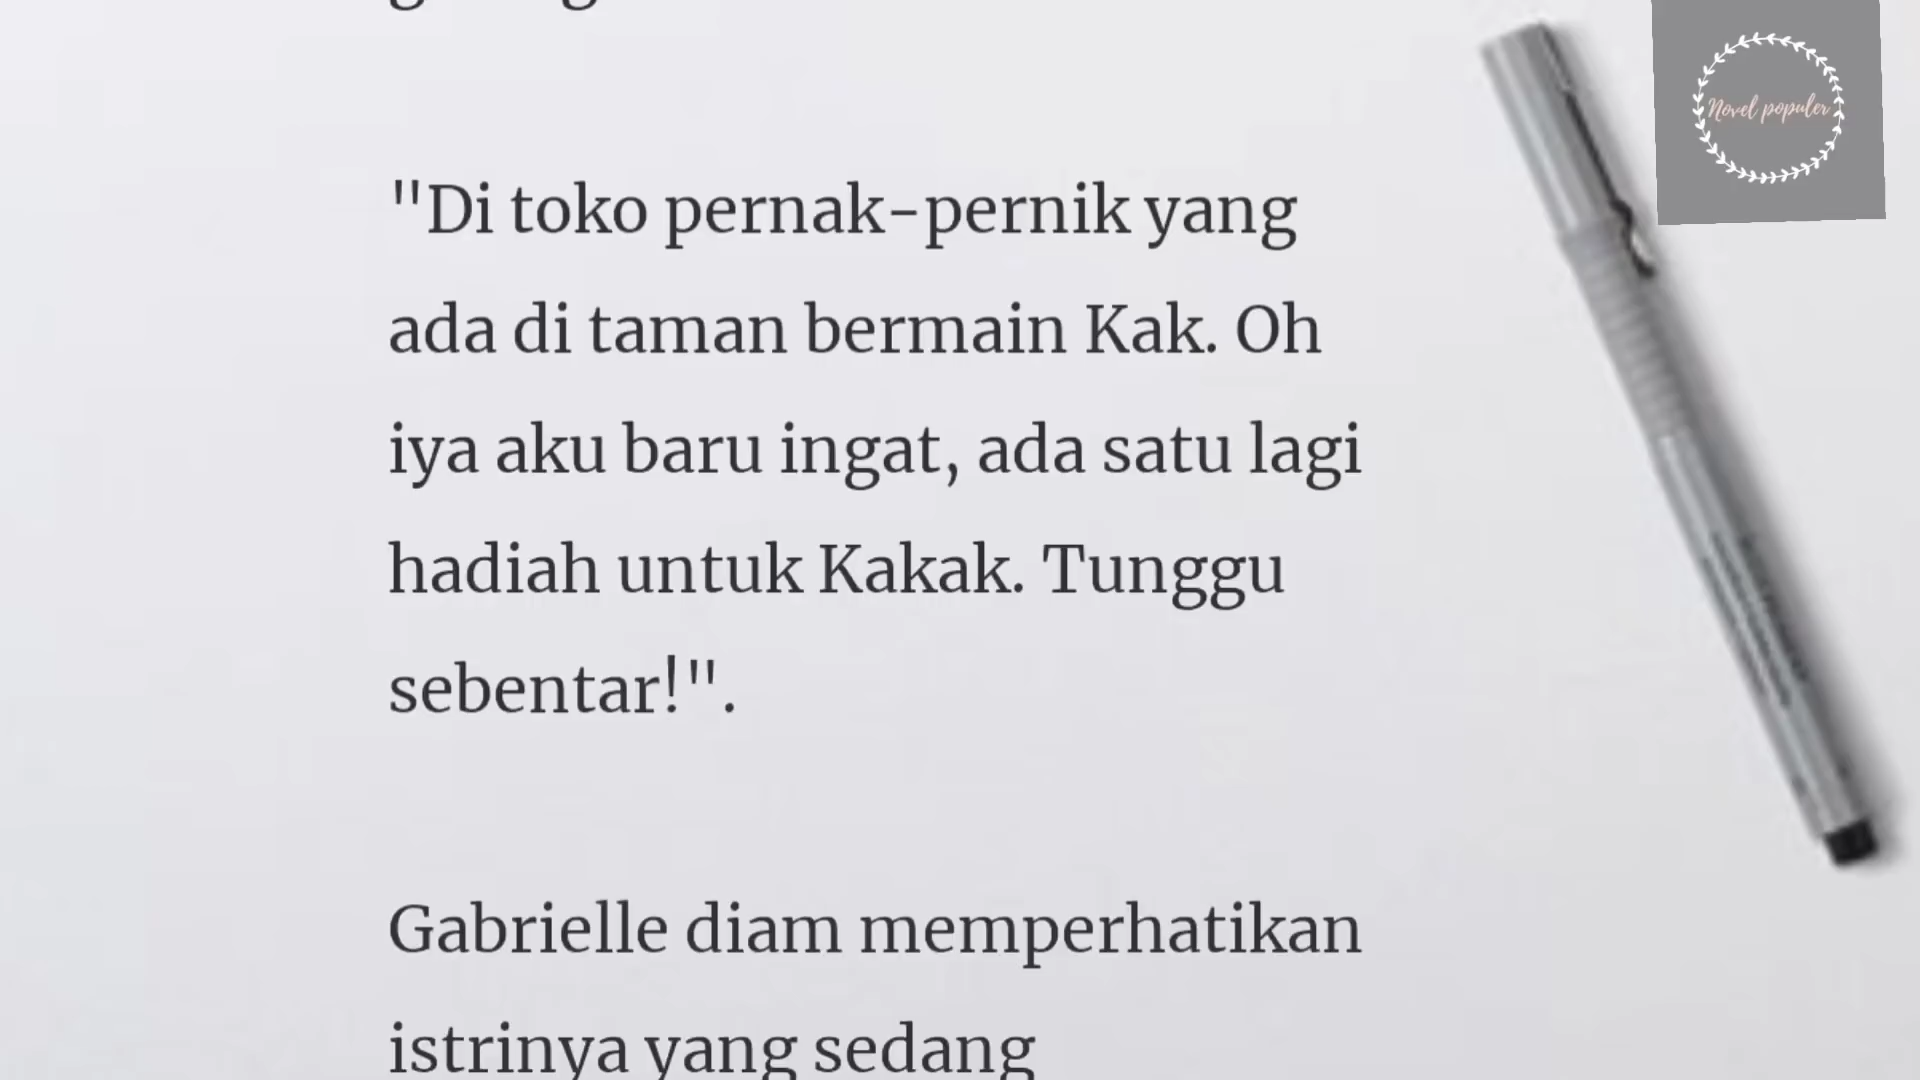 Novel populer
"Di toko pernak-pernik yang
ada di taman bermain Kak. Oh
iya aku baru ingat, ada satu lagi
hadiah untuk Kakak. Tunggu
sebentar!".
Gabrielle diam memperhatikan
istrinya yang sedang